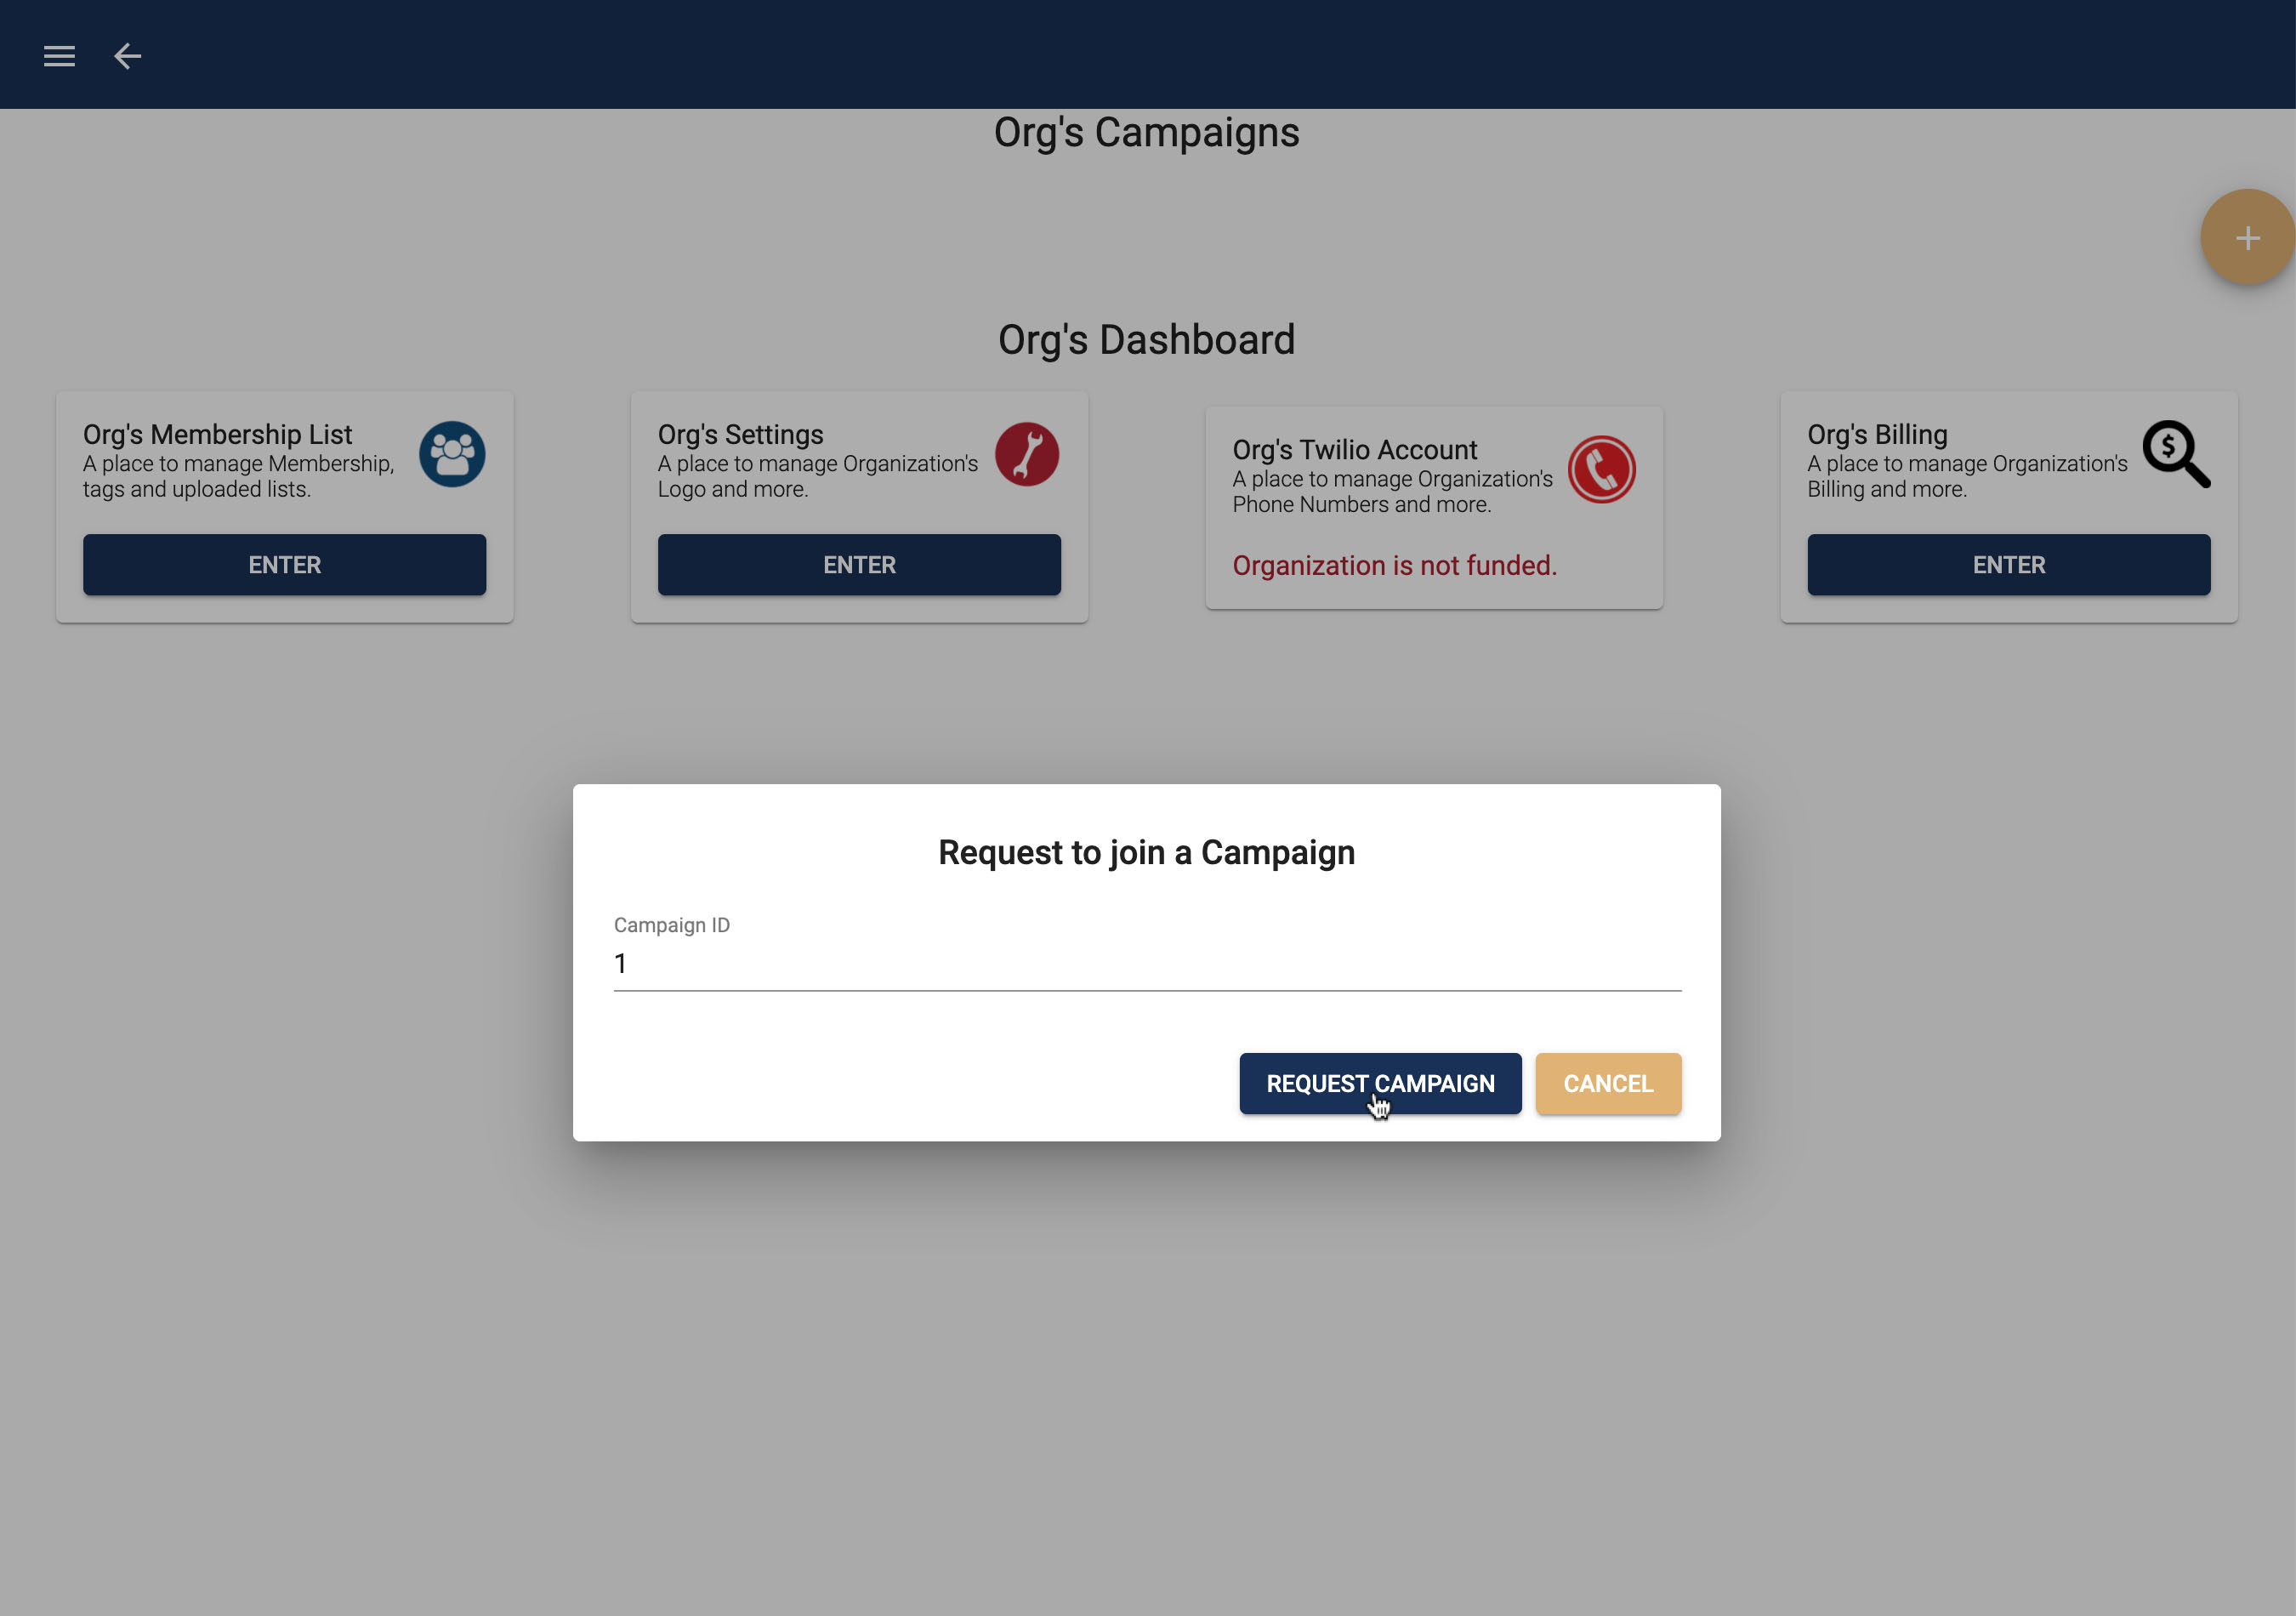 Org's Campaigns
+
Org's Dashboard
Org's Membership List
A place to manage Membership,
tags and uploaded lists.
ENTER
Org's Settings
A place to manage Organization's
Logo and more.
ENTER
Org's Twilio Account
A place to manage Organization's
Phone Numbers and more.
Organization is not funded.
Org's Billing
A place to manage Organization's
Billing and more.
$
ENTER
Request to join a Campaign
Campaign ID
1
REQUEST CAMPAIGN
CANCEL